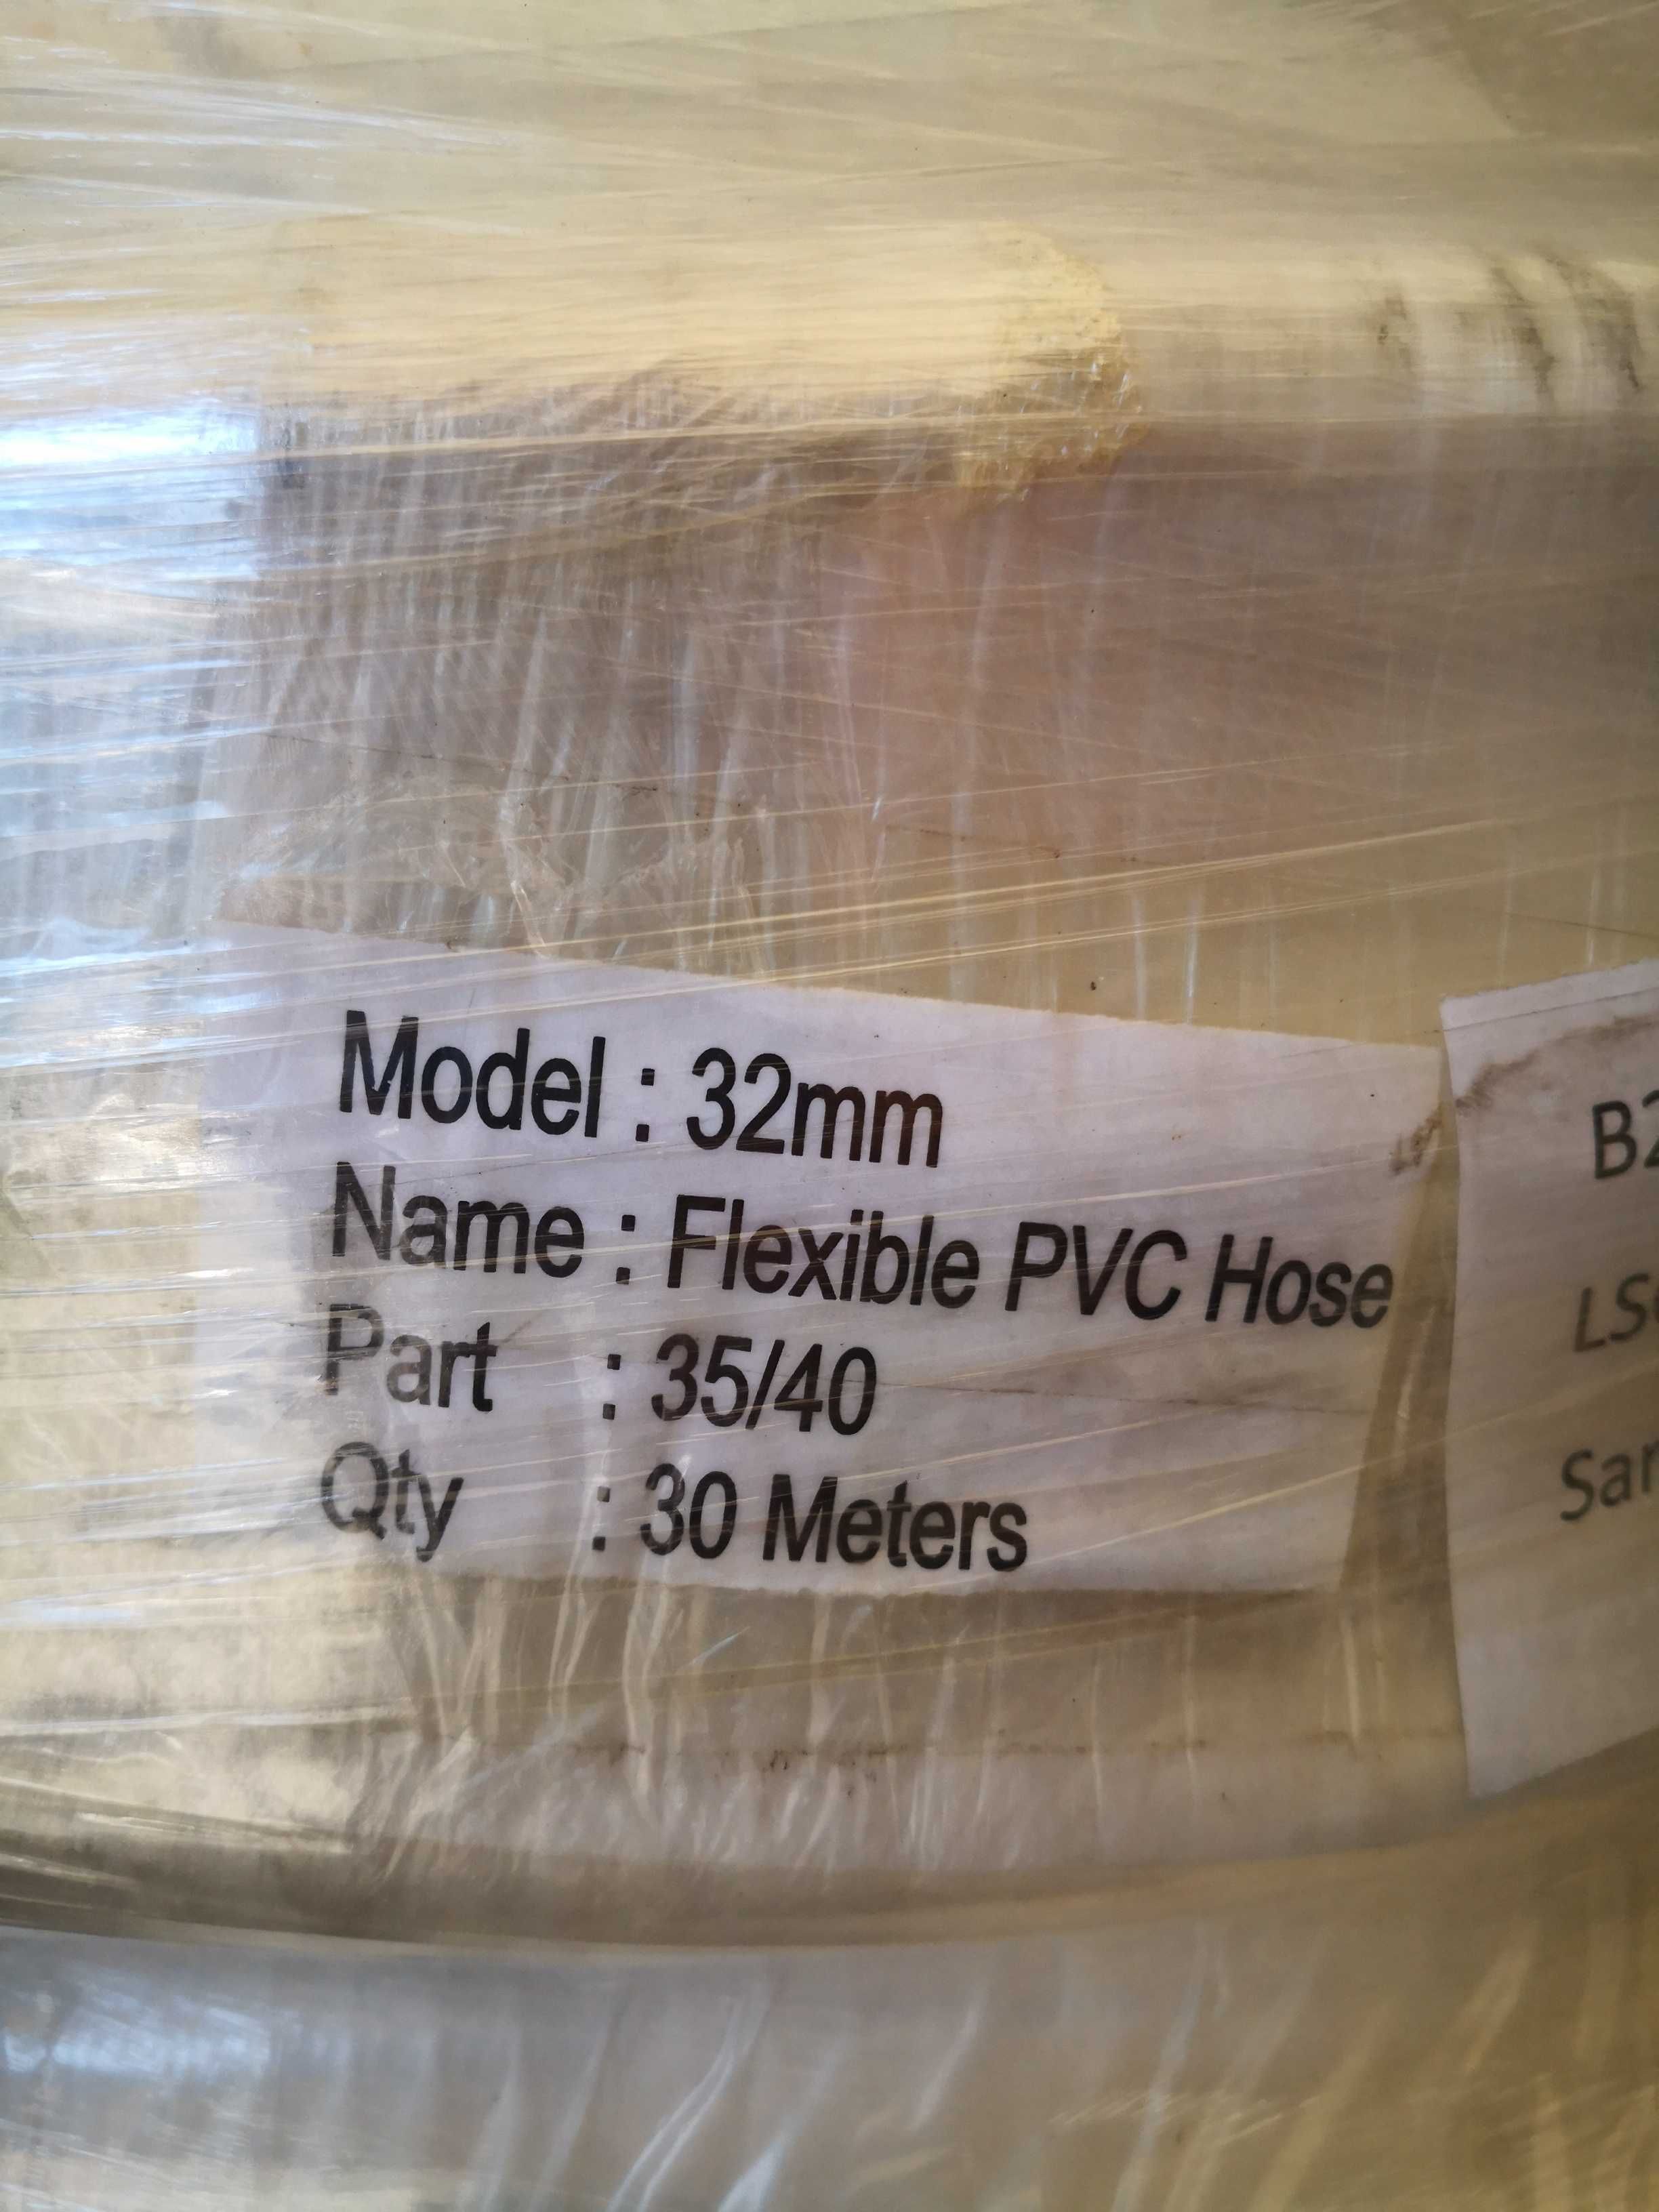 Model : 32mm
Name : Flexible PVC Hose
Part : 35/40
Qty : 30 Meters